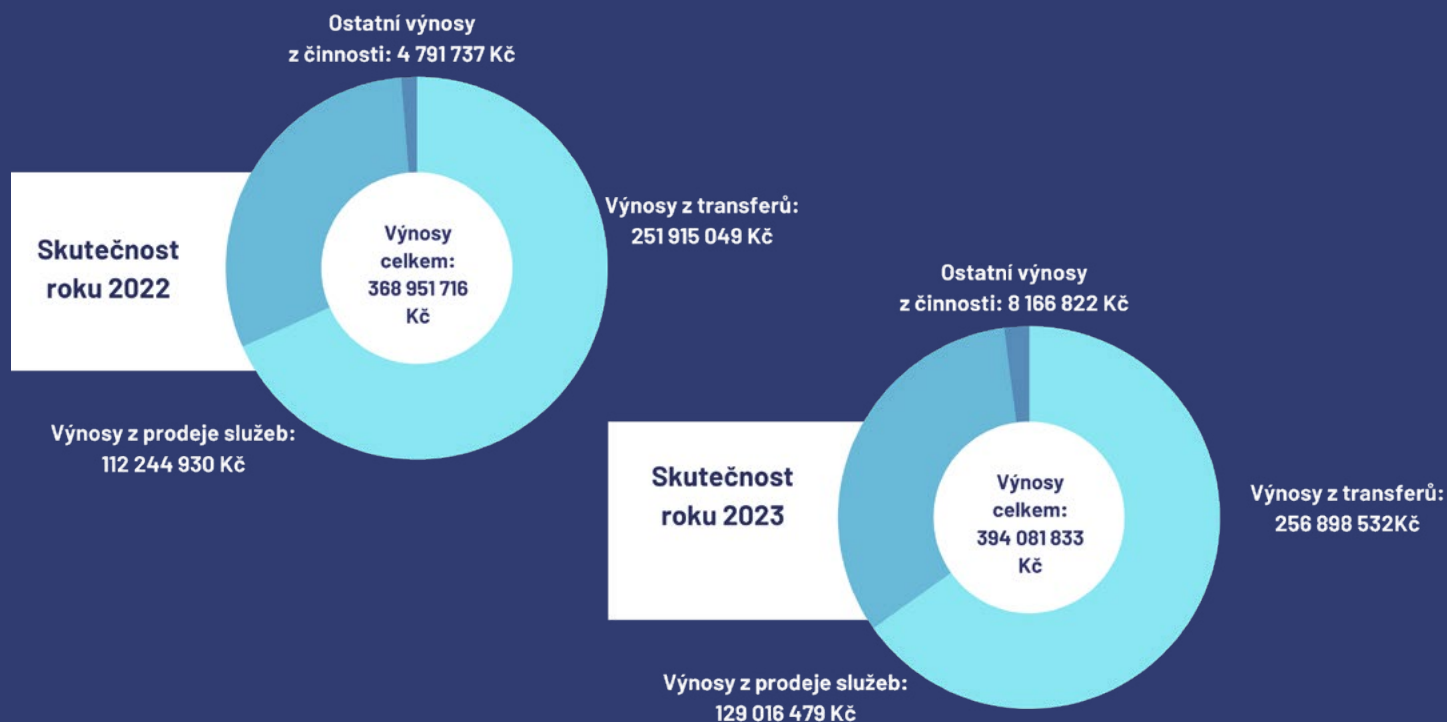 Ostatní výnosy
z činnosti: 4 791 737 Kč
Skutečnost
roku 2022
Výnosy
celkem:
368 951 716
Kč
Výnosy z transferů:
251 915 049 Kč
Výnosy z prodeje služeb:
112 244 930 Kč
Ostatní výnosy
z činnosti: 8 166 822 Kč
Skutečnost
roku 2023
Výnosy
celkem:
394 081 833
Kč
Výnosy z transferů:
256 898 532Kč
Výnosy z prodeje služeb:
129 016 479 Kč